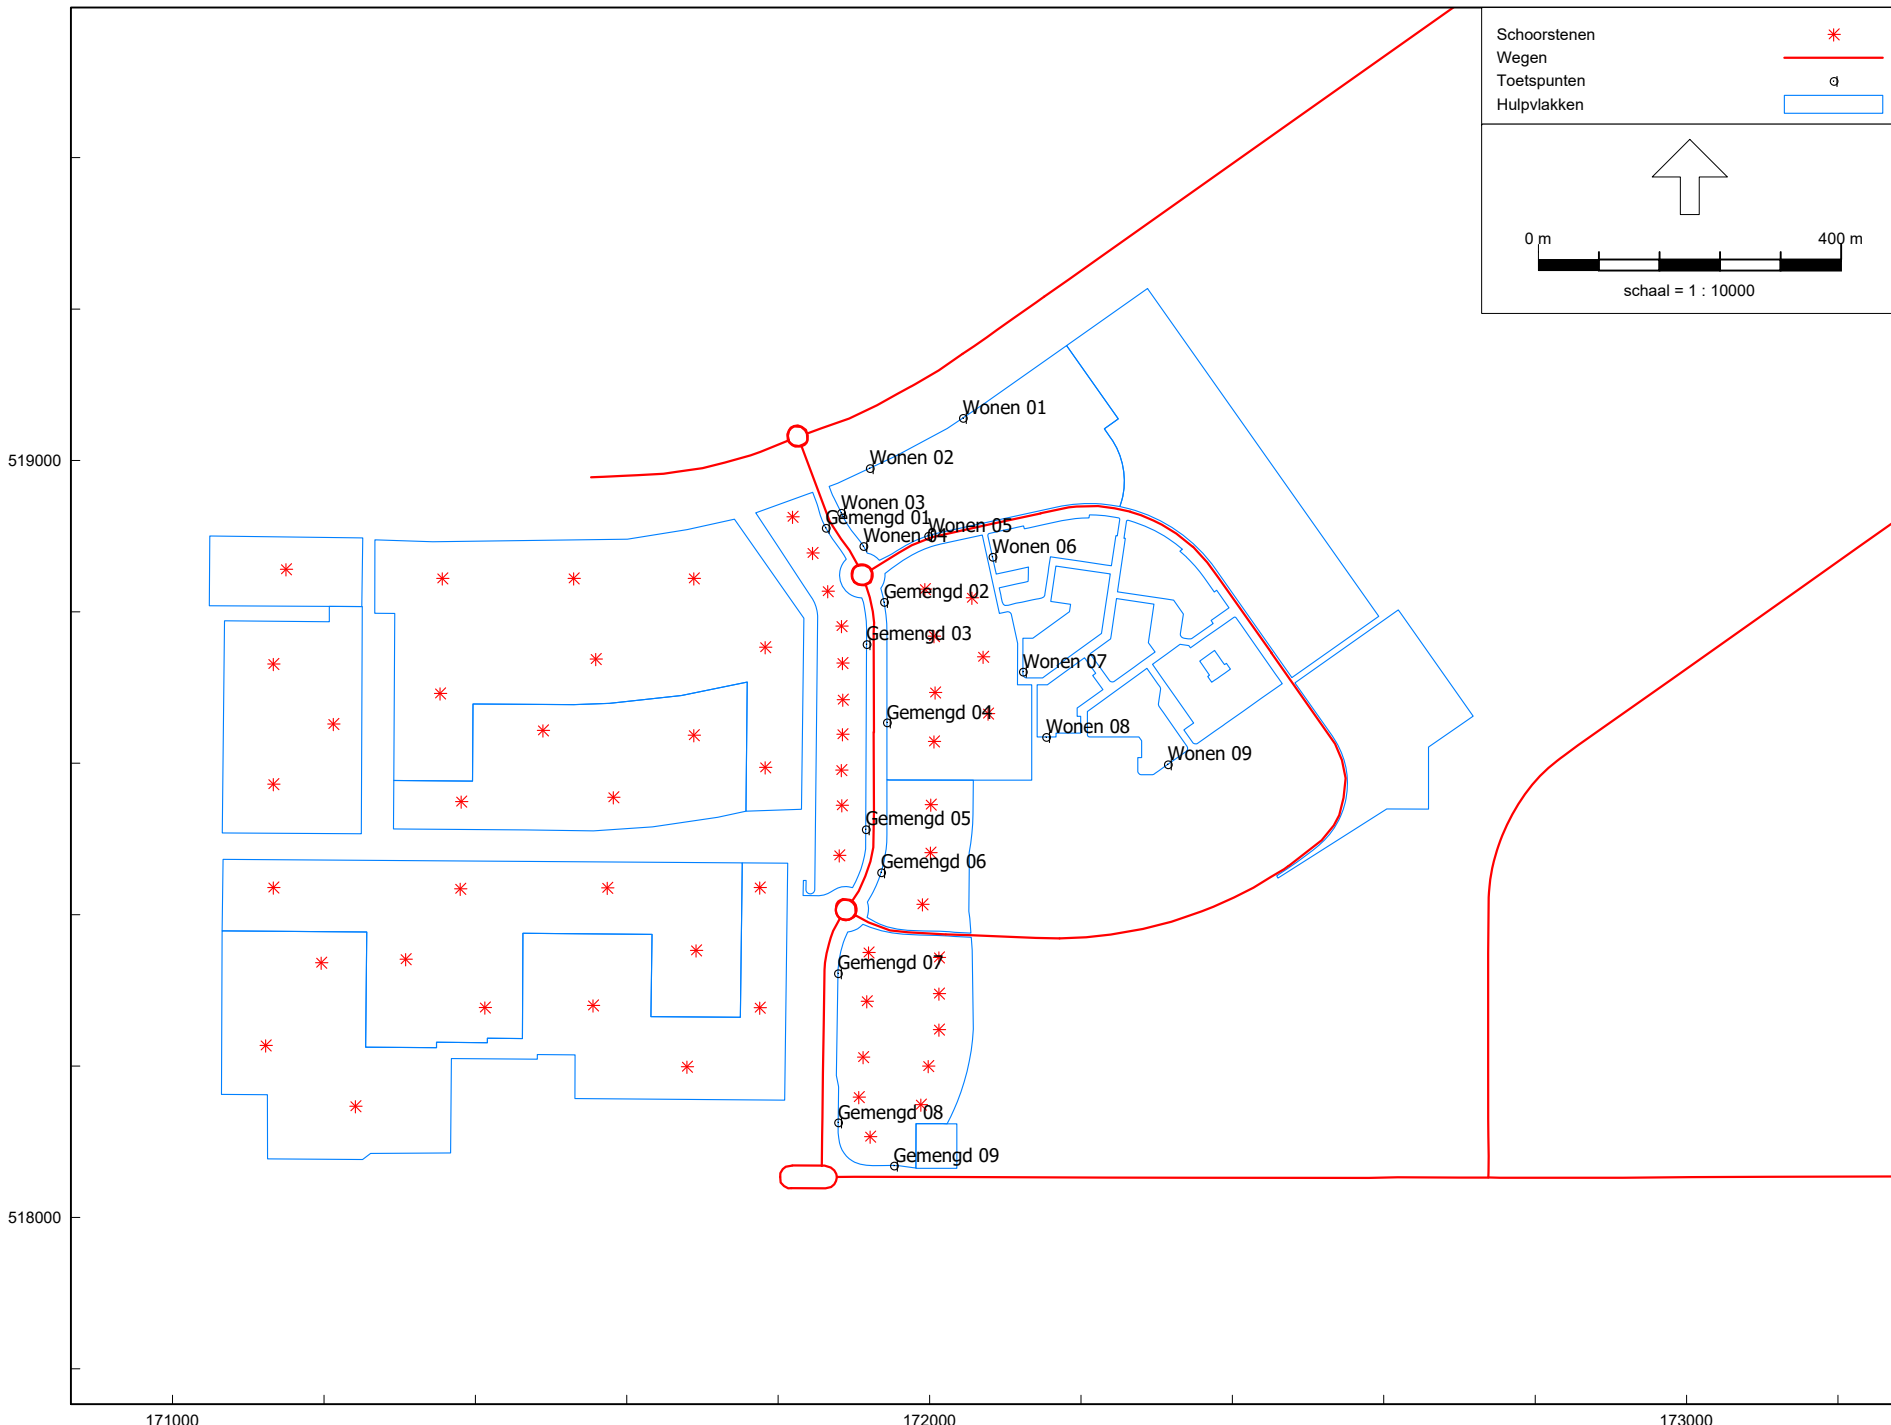 Schoorstenen
Wegen
Toetspunten
Hulpvlakken
0 m 400 m
schaal = 1 : 10000
Wonen 01
519000
Wonen 02
Wonen 03
Gemengd 01
Wonen 05
Wonen 04
Wonen 06
Gemengd 02
Gemengd 03
Wonen 07
Gemengd 04
Wonen 08
Wonen 09
Gemengd 05
Gemengd 06
Gemengd 07
Gemengd 08
Gemengd 09
518000
171000 172000 173000